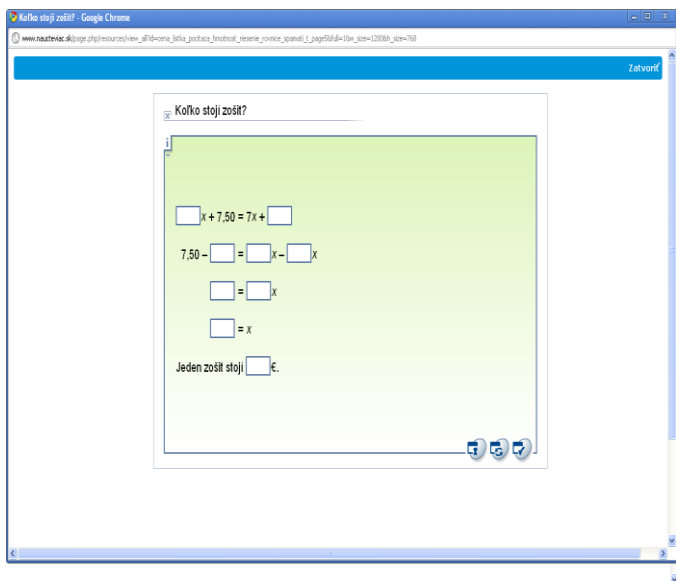 Koľko stojí zošit? - Google Chrome
Zatvoriť
Koľko stojí zošit?
i
x + 7,50 = 7x +
7,50 – = x – x
= x
= x
Jeden zošit stojí €.